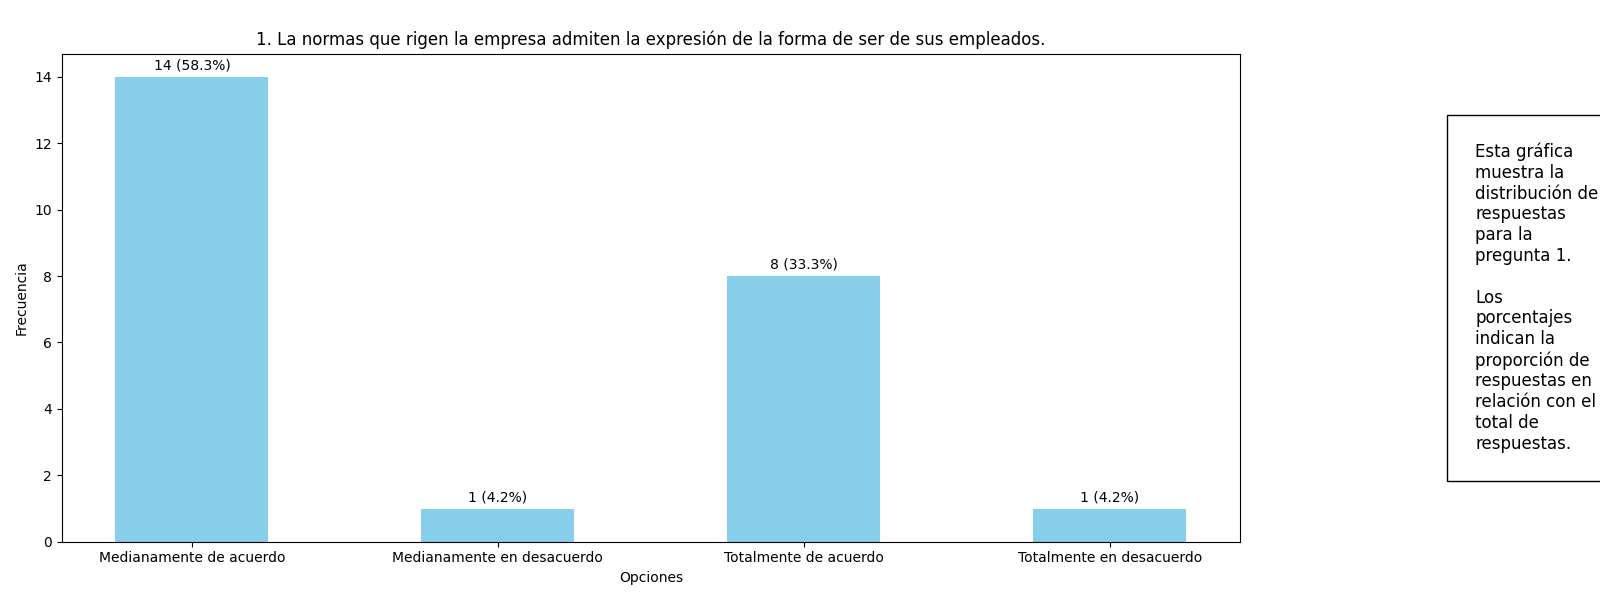 1. La normas que rigen la empresa admiten la expresión de la forma de ser de sus empleados.
14 (58.3%)
1 (4.2%)
8 (33.3%)
1 (4.2%)
14
12
10
8
6
4
2
0
Frecuencia
Medianamente de acuerdo
Medianamente en desacuerdo
Totalmente de acuerdo
Totalmente en desacuerdo
Opciones
Esta gráfica
muestra la
distribución de
respuestas
para la
pregunta 1.
Los
porcentajes
indican la
proporción de
respuestas en
relación con el
total de
respuestas.